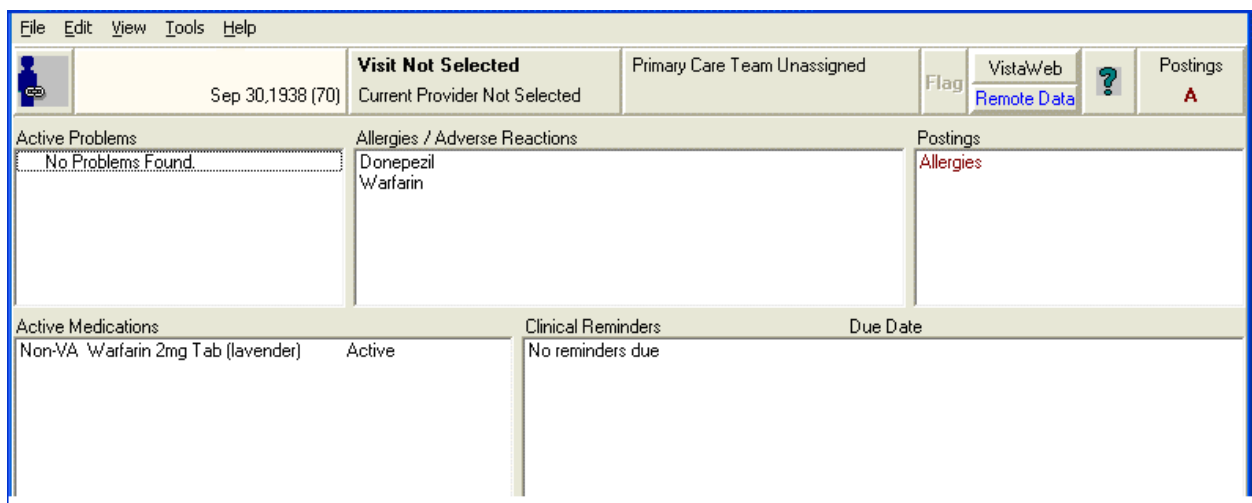 File Edit View Tools Help
Visit Not Selected
Primary Care Team Unassigned
Flag
VistaWeb
?
Postings
Sep 30,1938 (70)
Current Provider Not Selected
Remote Data
A
Active Problems
No Problems Found.
Allergies / Adverse Reactions
Donepezil
Warfarin
Postings
Allergies
Active Medications
Non-VA Warfarin 2mg Tab (lavender) Active
Clinical Reminders Due Date
No reminders due